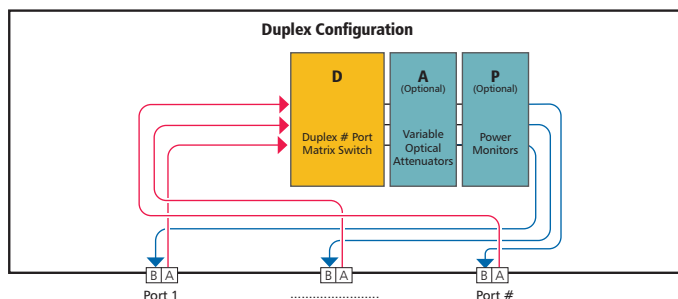 Duplex Configuration
D
Duplex # Port
Matrix Switch
A
(Optional)
Variable
Optical
Attenuators
P
(Optional)
Power
Monitors
B A
B A
B A
Port 1
........................
Port #